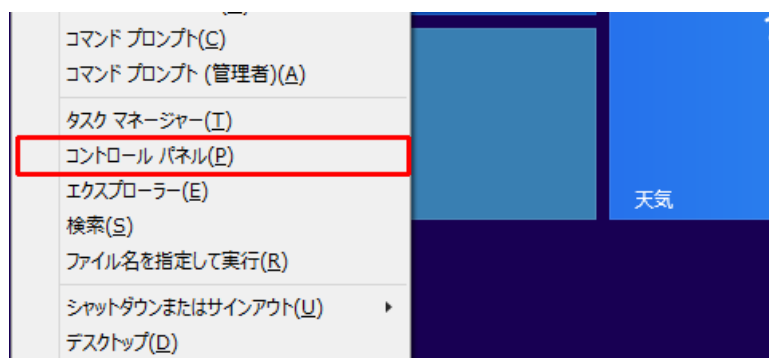 コマンド プロンプト(C)
コマンド プロンプト (管理者)(A)
タスク マネージャー(T)
コントロール パネル(P)
エクスプローラー(E)
検索(S)
ファイル名を指定して実行(R)
シャットダウンまたはサインアウト(U)
デスクトップ(D)
天気